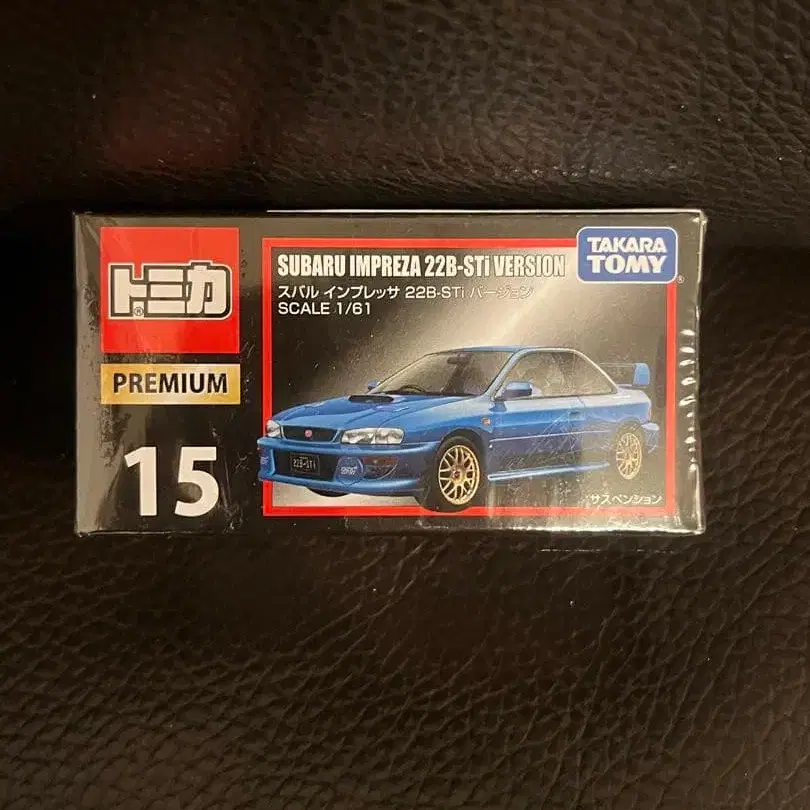 トミカ
®
PREMIUM
15
SUBARU IMPREZA 22B-STi VERSION
スバル インプレッサ 22B-STi バージョン
SCALE 1/61
TAKARA
TOMY
®
22B-STi
サスペンション